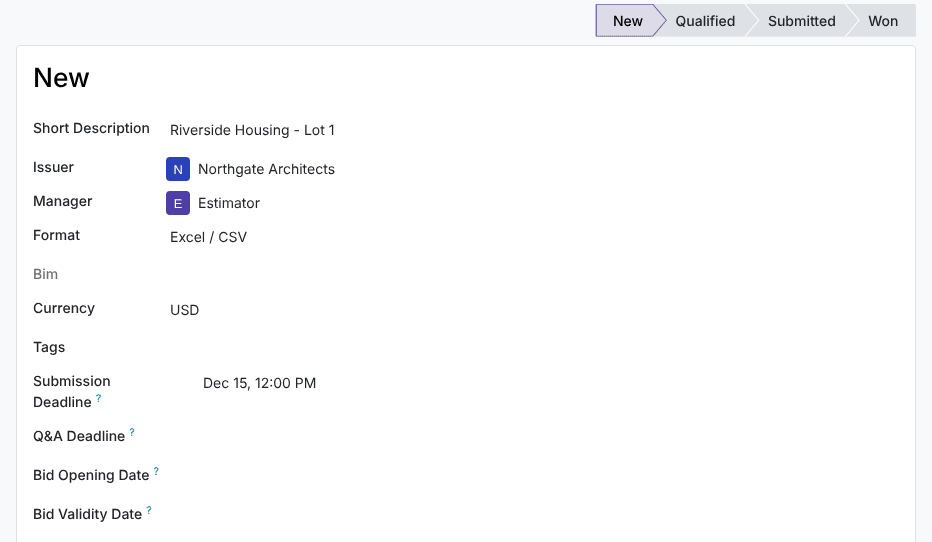 New
Qualified
Submitted
Won
New
Short Description
Riverside Housing - Lot 1
Issuer
N
Northgate Architects
Manager
E
Estimator
Format
Excel / CSV
Bim
Currency
USD
Tags
Submission
Deadline ?
Dec 15, 12:00 PM
Q&A Deadline ?
Bid Opening Date ?
Bid Validity Date ?